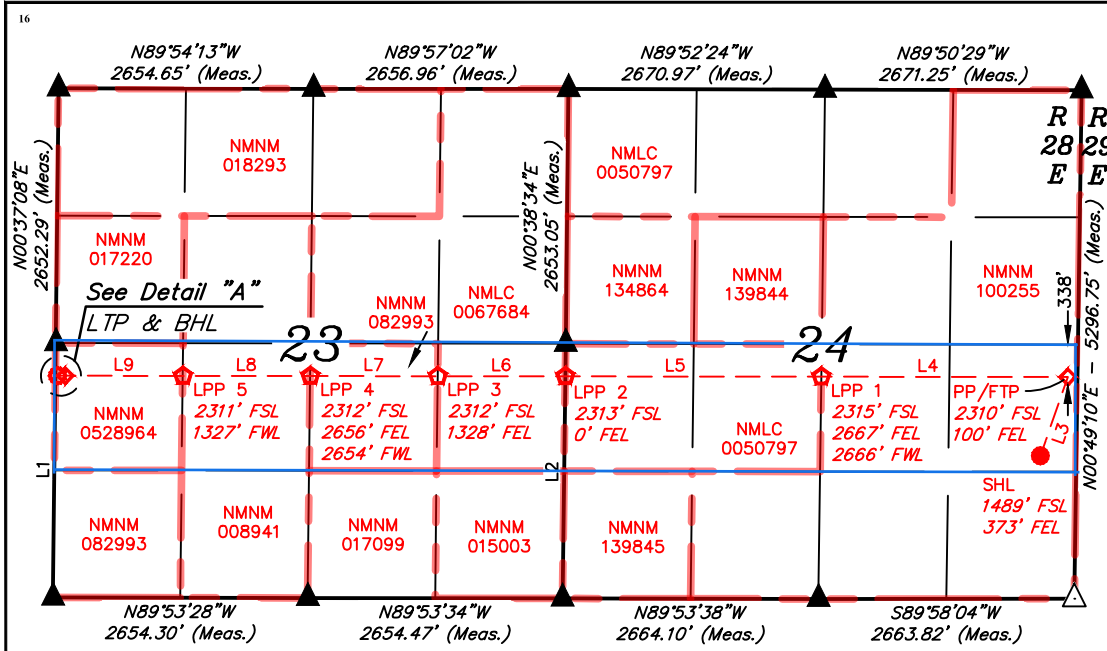 16
N89°54'13"W
2654.65' (Meas.)
N89°57'02"W
2656.96' (Meas.)
N89°52'24"W
2670.97' (Meas.)
N89°50'29"W
2671.25' (Meas.)
R R
28 29
E E
NMNM
018293
NMLC
0050797
N00°37'08"E
2652.29' (Meas.)
N00°38'34"E
2653.05' (Meas.)
NMNM
017220
NMNM
082993
NMLC
0067684
NMNM
134864
NMNM
139844
NMNM
100255
338'
N00°49'10"E - 5296.75' (Meas.)
See Detail "A"
LTP & BHL
23
24
L9
L8
L7
L6
L5
L4
L3
LPP 5
2311' FSL
1327' FWL
LPP 4
2312' FSL
2656' FEL
2654' FWL
LPP 3
2312' FSL
1328' FEL
LPP 2
2313' FSL
0' FEL
LPP 1
2315' FSL
2667' FEL
2666' FWL
PP/FTP
2310' FSL
100' FEL
NMNM
0528964
NMLC
0050797
L1
L2
SHL
1489' FSL
373' FEL
NMNM
082993
NMNM
008941
NMNM
017099
NMNM
015003
NMNM
139845
N89°53'28"W
2654.30' (Meas.)
N89°53'34"W
2654.47' (Meas.)
N89°53'38"W
2664.10' (Meas.)
S89°58'04"W
2663.82' (Meas.)